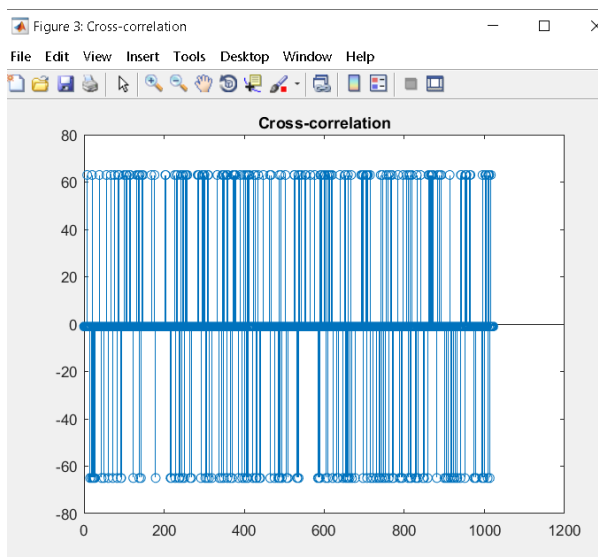 Figure 3: Cross-correlation
File Edit View Insert Tools Desktop Window Help
Cross-correlation
80
60
40
20
0
-20
-40
-60
-80
0 200 400 600 800 1000 1200